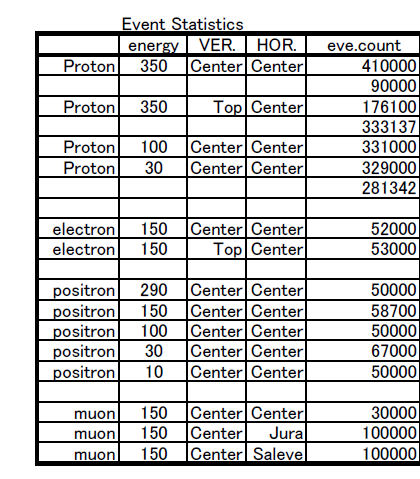 Event Statistics
energy VER. HOR. eve.count
Proton 350 Center Center 410000
90000
Proton 350 Top Center 176100
333137
Proton 100 Center Center 331000
Proton 30 Center Center 329000
281342
electron 150 Center Center 52000
electron 150 Top Center 53000
positron 290 Center Center 50000
positron 150 Center Center 58700
positron 100 Center Center 50000
positron 30 Center Center 67000
positron 10 Center Center 50000
muon 150 Center Center 30000
muon 150 Center Jura 100000
muon 150 Center Saleve 100000